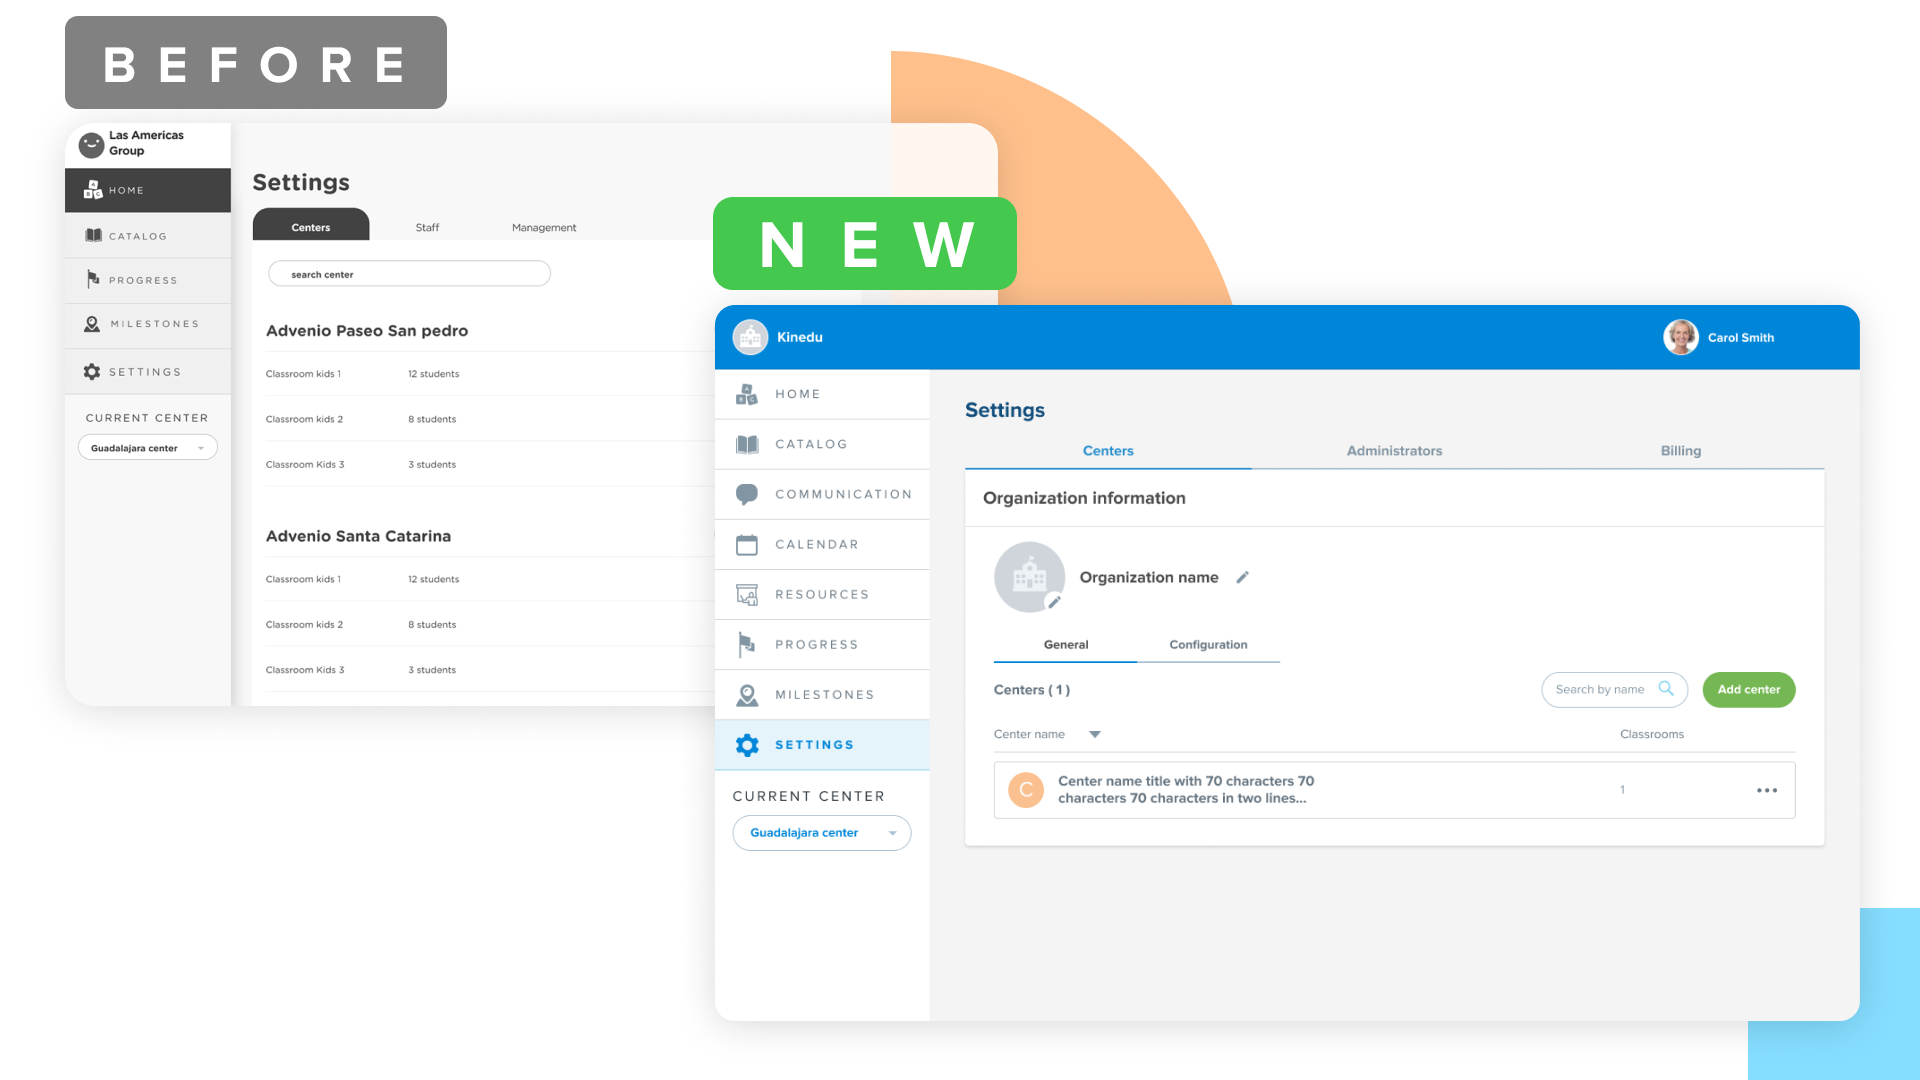 BEFORE
Las Americas
Group
HOME
CATALOG
PROGRESS
MILESTONES
SETTINGS
CURRENT CENTER
Guadalajara center
Settings
Centers Staff Management
search center
Advenio Paseo San pedro
Classroom kids 1 12 students
Classroom kids 2 8 students
Classroom Kids 3 3 students
Advenio Santa Catarina
Classroom kids 1 12 students
Classroom kids 2 8 students
Classroom Kids 3 3 students
NEW
Kinedu
Carol Smith
HOME
CATALOG
COMMUNICATION
CALENDAR
RESOURCES
PROGRESS
MILESTONES
SETTINGS
CURRENT CENTER
Guadalajara center
Settings
Centers Administrators Billing
Organization information
Organization name
General Configuration
Centers ( 1 )
Search by name
Add center
Center name Classrooms
C
Center name title with 70 characters 70
characters 70 characters in two lines...
1